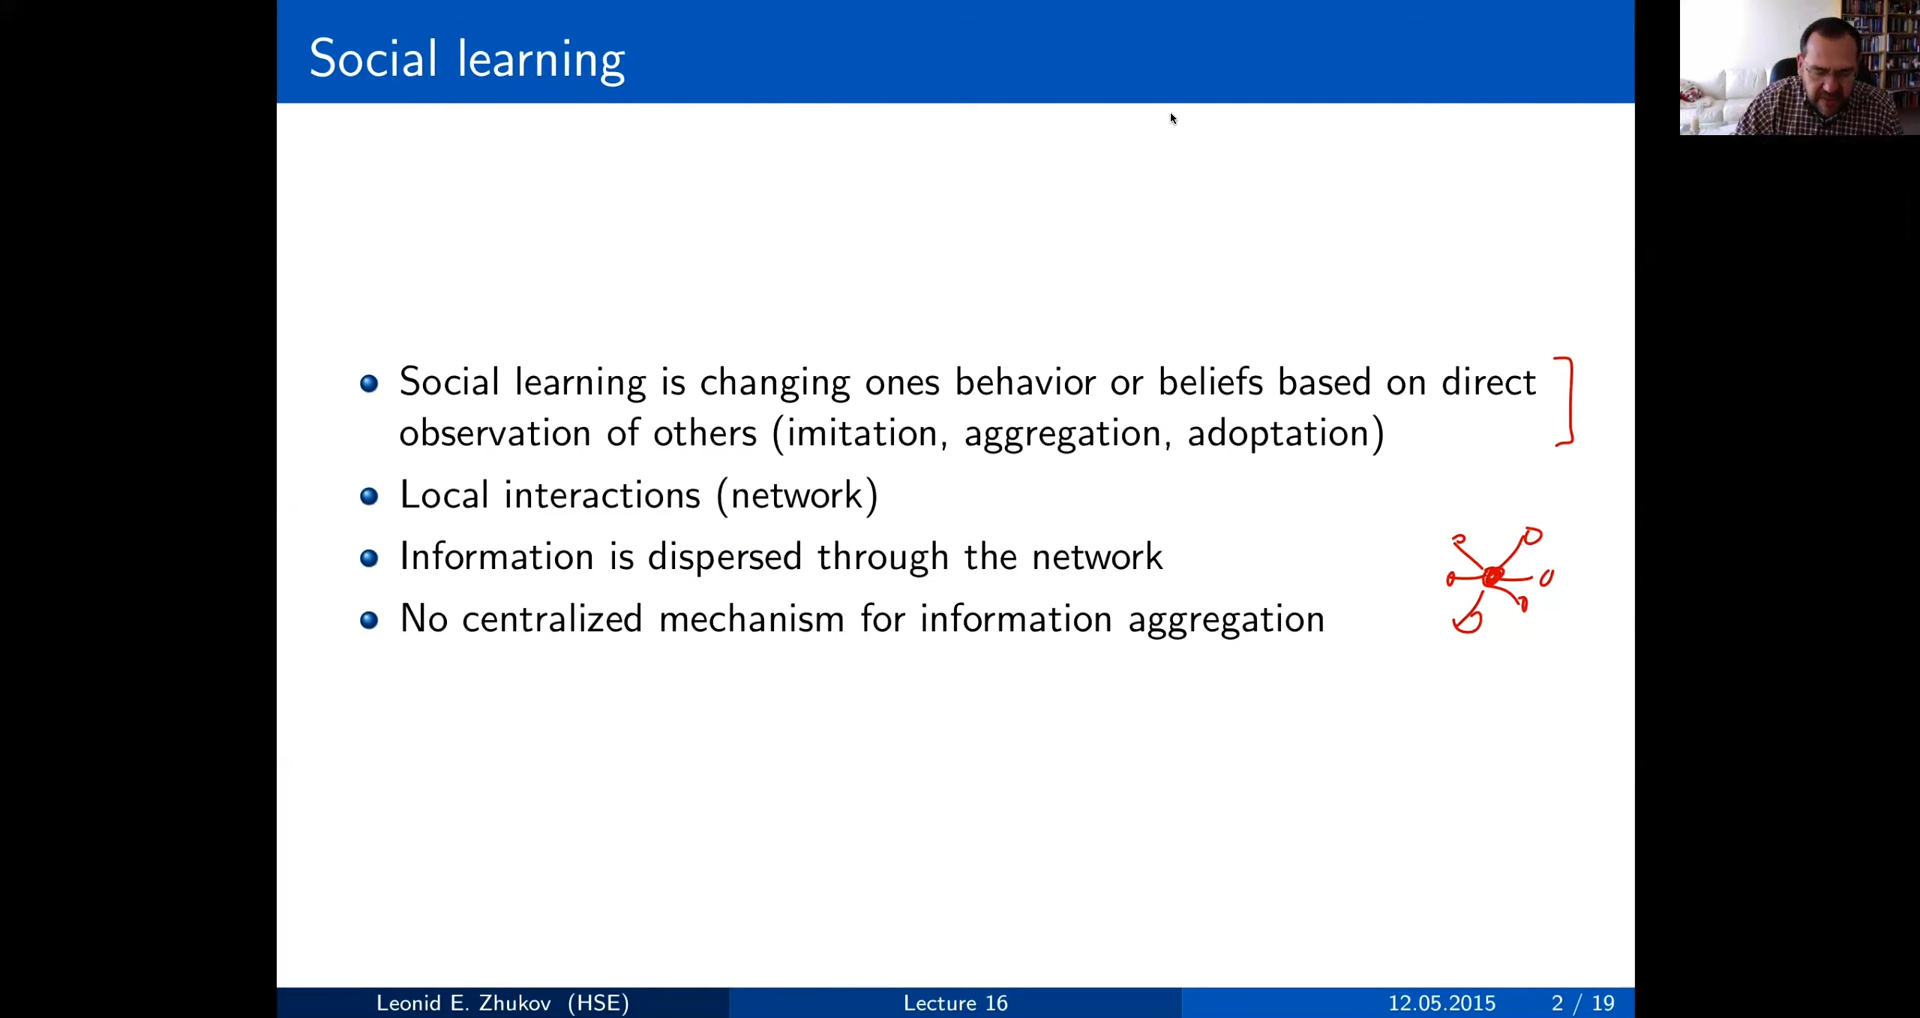 Social learning
Social learning is changing ones behavior or beliefs based on direct
observation of others (imitation, aggregation, adoptation)
Local interactions (network)
Information is dispersed through the network
No centralized mechanism for information aggregation
Leonid E. Zhukov (HSE) Lecture 16 12.05.2015 2 / 19